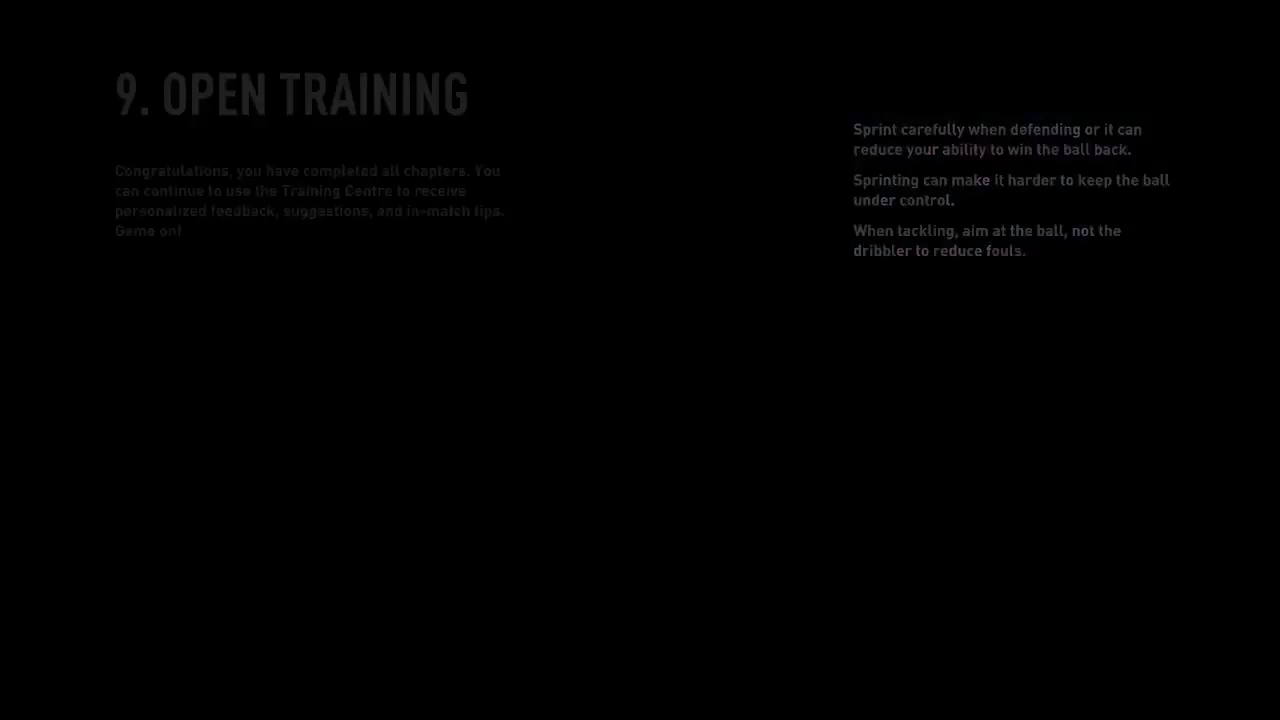 9. OPEN TRAINING
Congratulations, you have completed all chapters. You
can continue to use the Training Centre to receive
personalized feedback, suggestions, and in-match tips.
Game on!
Sprint carefully when defending or it can
reduce your ability to win the ball back.
Sprinting can make it harder to keep the ball
under control.
When tackling, aim at the ball, not the
dribbler to reduce fouls.